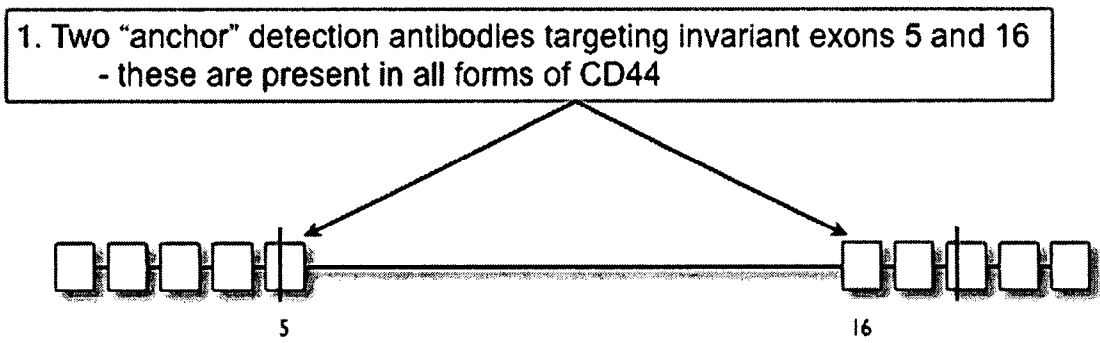 1. Two “anchor” detection antibodies targeting invariant exons 5 and 16
- these are present in all forms of CD44
5 16